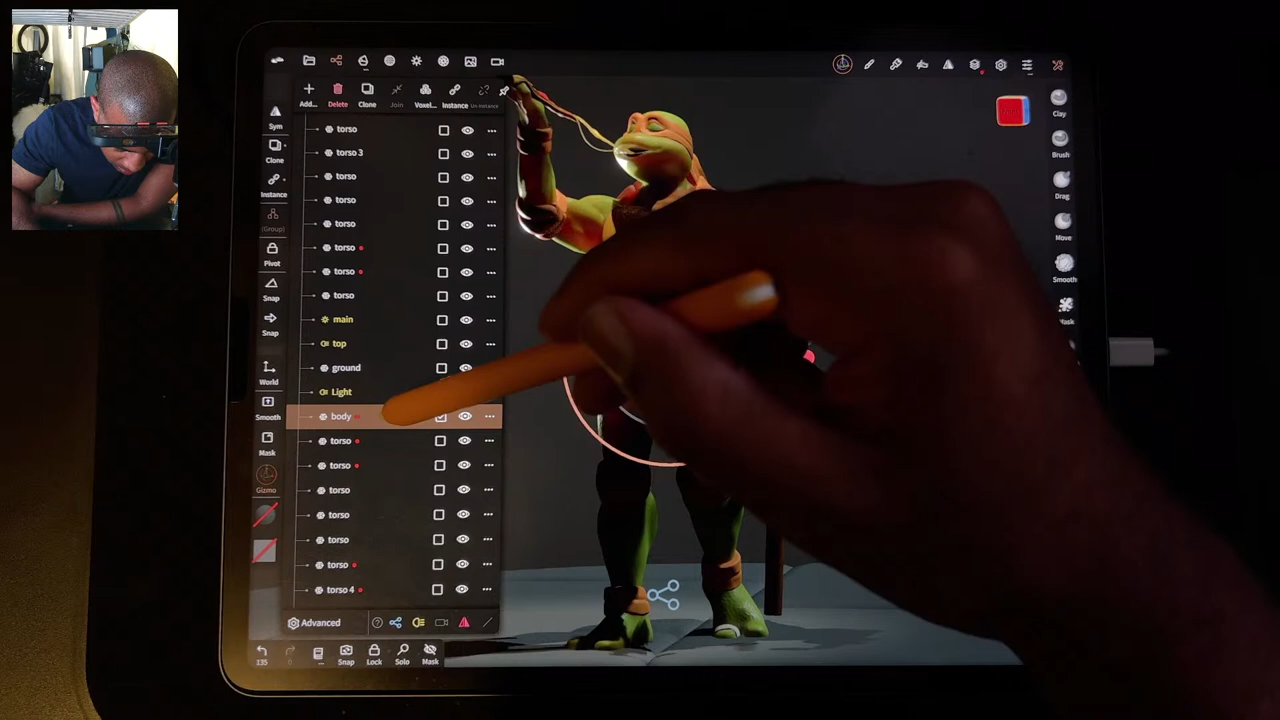 Add... Delete Clone Join Voxel... Instance Un-instance
Sym
Clone
Instance
(Group)
Pivot
Snap
Snap
World
Smooth
Mask
Gizmo
torso
torso 3
torso
torso
torso
torso
torso
torso
main
top
ground
Light
body
torso
torso
torso
torso
torso
torso
torso 4
Advanced
135 0 ... Snap Lock Solo Mask
Clay
Brush
Drag
Move
Smooth